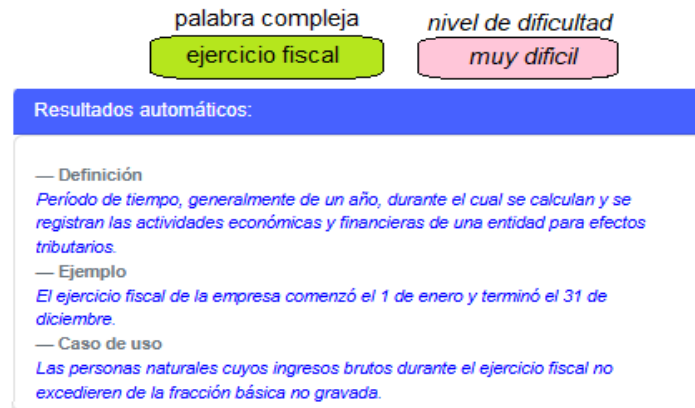 palabra compleja nivel de dificultad
ejercicio fiscal muy dificil
Resultados automáticos:
— Definición
Período de tiempo, generalmente de un año, durante el cual se calculan y se
registran las actividades económicas y financieras de una entidad para efectos
tributarios.
— Ejemplo
El ejercicio fiscal de la empresa comenzó el 1 de enero y terminó el 31 de
diciembre.
— Caso de uso
Las personas naturales cuyos ingresos brutos durante el ejercicio fiscal no
excedieren de la fracción básica no gravada.